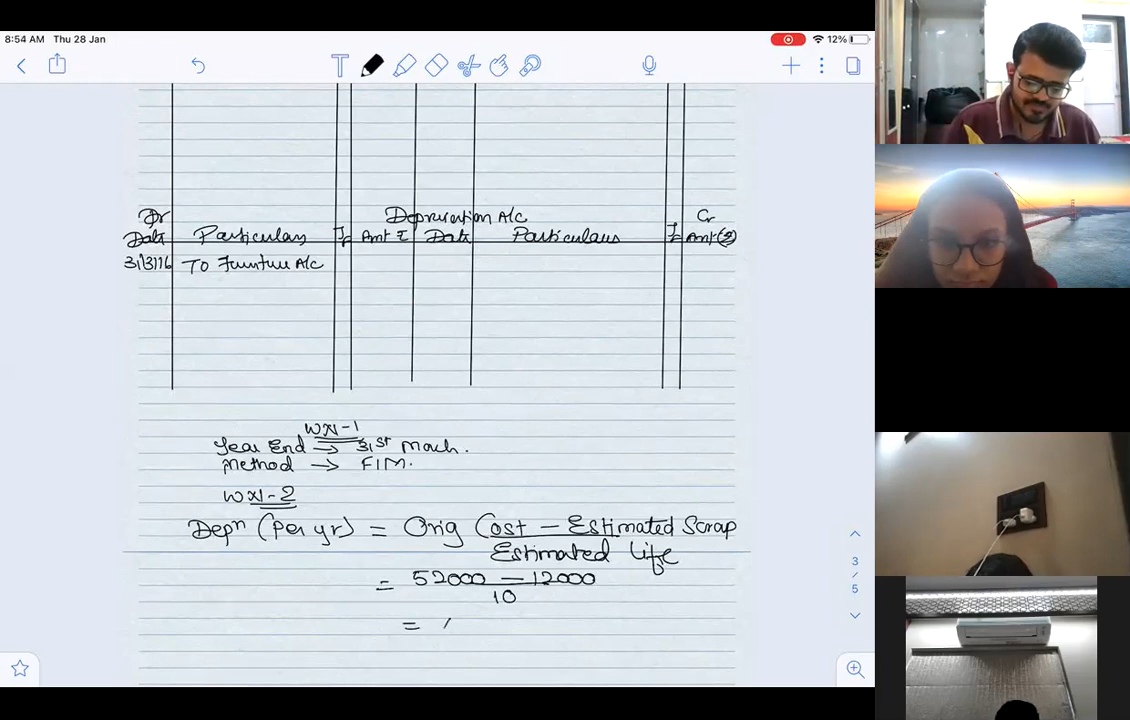 8:54 AM Thu 28 Jan
12%
T
Depreciation A/c
Dr Cr
Date Particulars Jf Amt ₹ Date Particulars Jf Amt (₹)
31/3/16 To Furniture A/c
WN-1
Year End → 31st March.
Method → FIM.
WN-2
Depn (Per yr) = Orig Cost - Estimated Scrap
Estimated Life
= 52000 - 12000
10
=
3
/
5